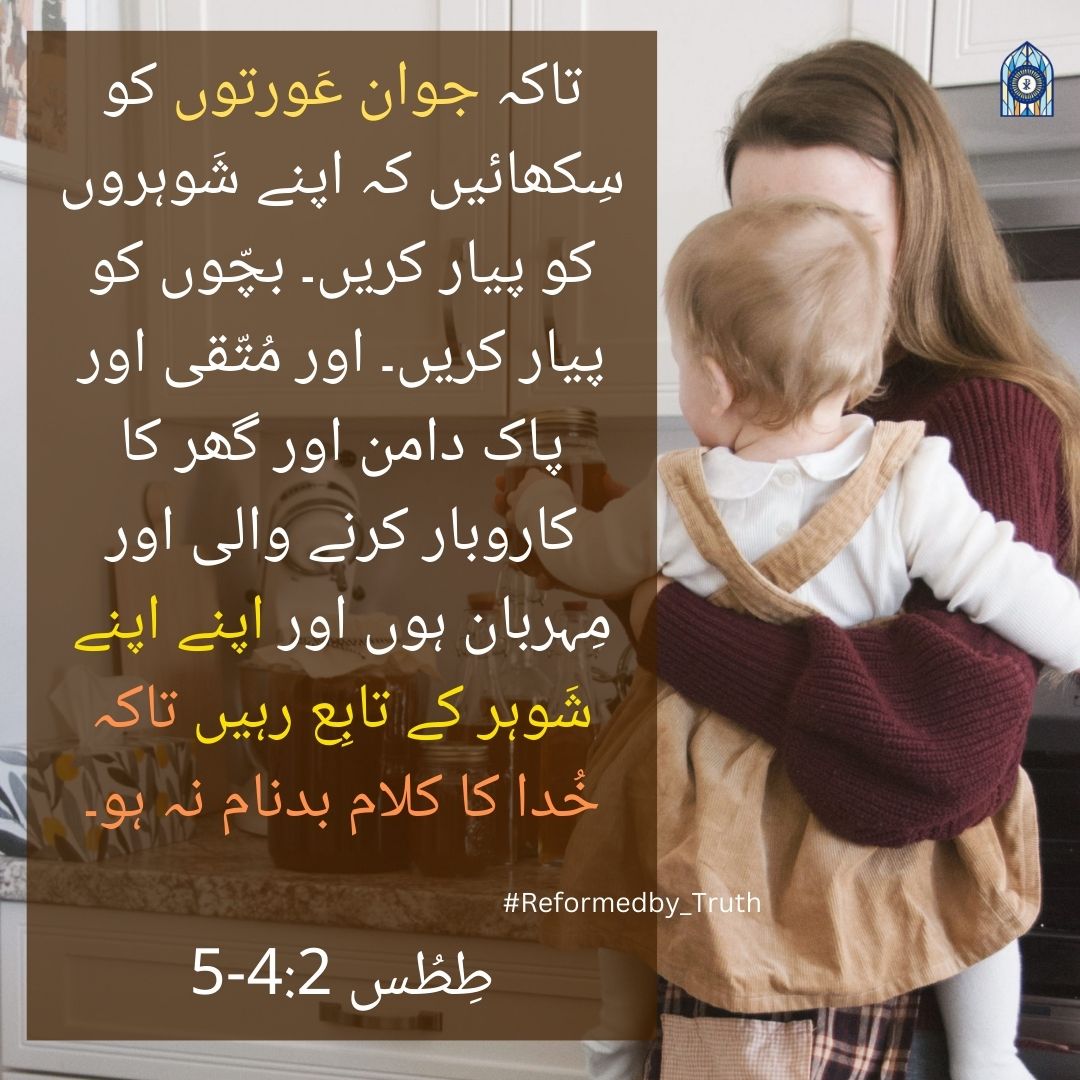 تاکہ جوان عَورتوں کو
سِکھائیں کہ اپنے شَوہروں
کو پیار کریں۔ بچّوں کو
پیار کریں۔ اور مُتّقی اور
پاک دامن اور گھر کا
کاروبار کرنے والی اور
مِہربان ہوں اور اپنے اپنے
شَوہر کے تابِع رہیں تاکہ
خُدا کا کلام بدنام نہ ہو۔
#Reformedby_Truth
طِطُس 2:4-5